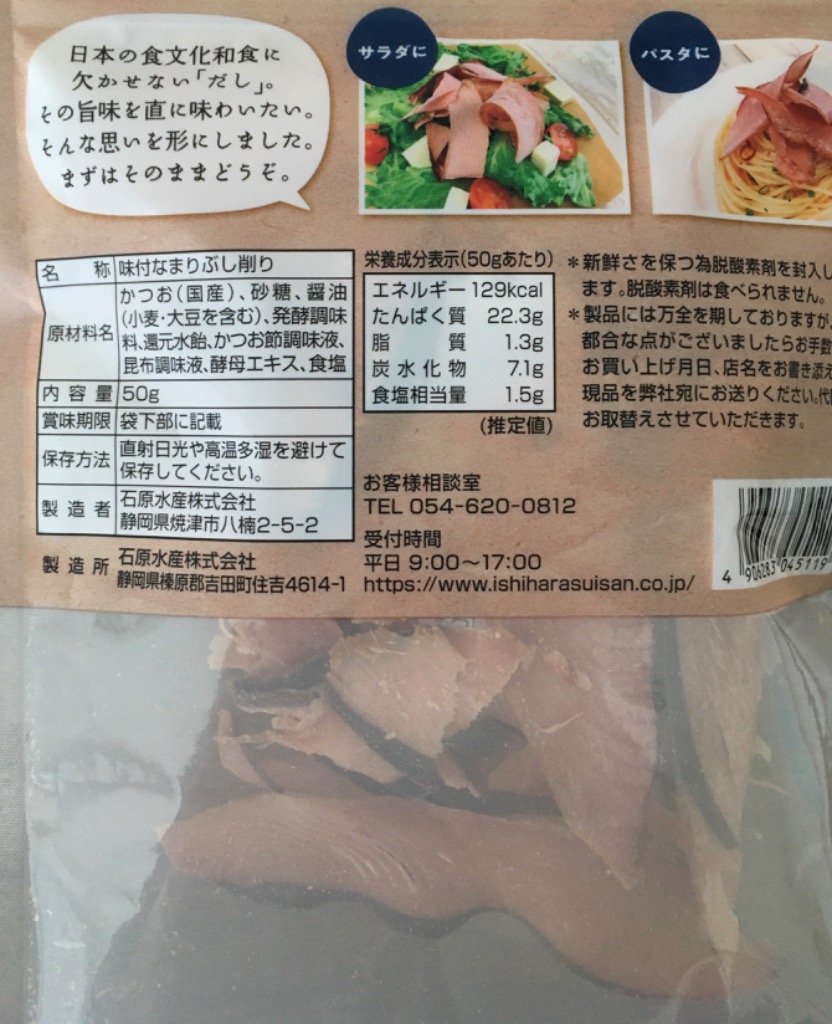 日本の食文化和食に
欠かせない「だし」。
その旨味を直に味わいたい。
そんな思いを形にしました。
まずはそのままどうぞ。
サラダに
パスタに
名称 味付なまりぶし削り
原材料名 かつお(国産)、砂糖、醤油
(小麦・大豆を含む)、発酵調味
料、還元水飴、かつお節調味液、
昆布調味液、酵母エキス、食塩
内容量 50g
賞味期限 袋下部に記載
保存方法 直射日光や高温多湿を避けて
保存してください。
製造者 石原水産株式会社
静岡県焼津市八楠2-5-2
製造所 石原水産株式会社
静岡県榛原郡吉田町住吉4614-1
栄養成分表示(50gあたり)
エネルギー 129kcal
たんぱく質 22.3g
脂質 1.3g
炭水化物 7.1g
食塩相当量 1.5g
(推定値)
お客様相談室
TEL 054-620-0812
受付時間
平日 9:00〜17:00
https://www.ishiharasuisan.co.jp/
*新鮮さを保つ為脱酸素剤を封入し
ます。脱酸素剤は食べられません。
*製品には万全を期しておりますが、
都合な点がございましたらお手数
お買い上げ月日、店名をお書き添え
現品を弊社宛にお送りください。代
お取替えさせていただきます。
4 906283 045119